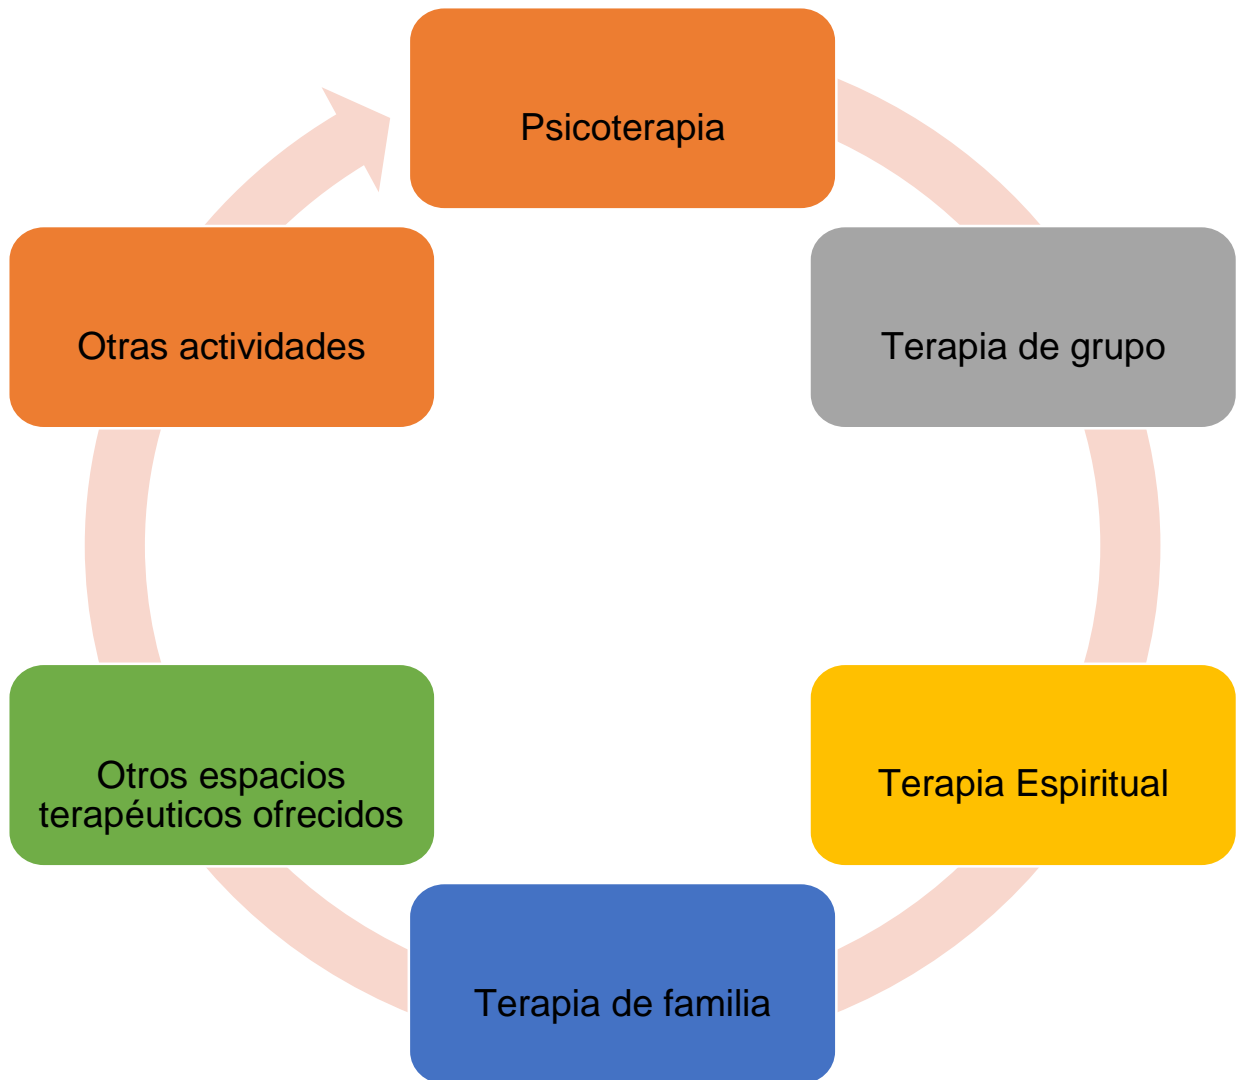 Psicoterapia
Terapia de grupo
Terapia Espiritual
Terapia de familia
Otros espacios
terapéuticos ofrecidos
Otras actividades